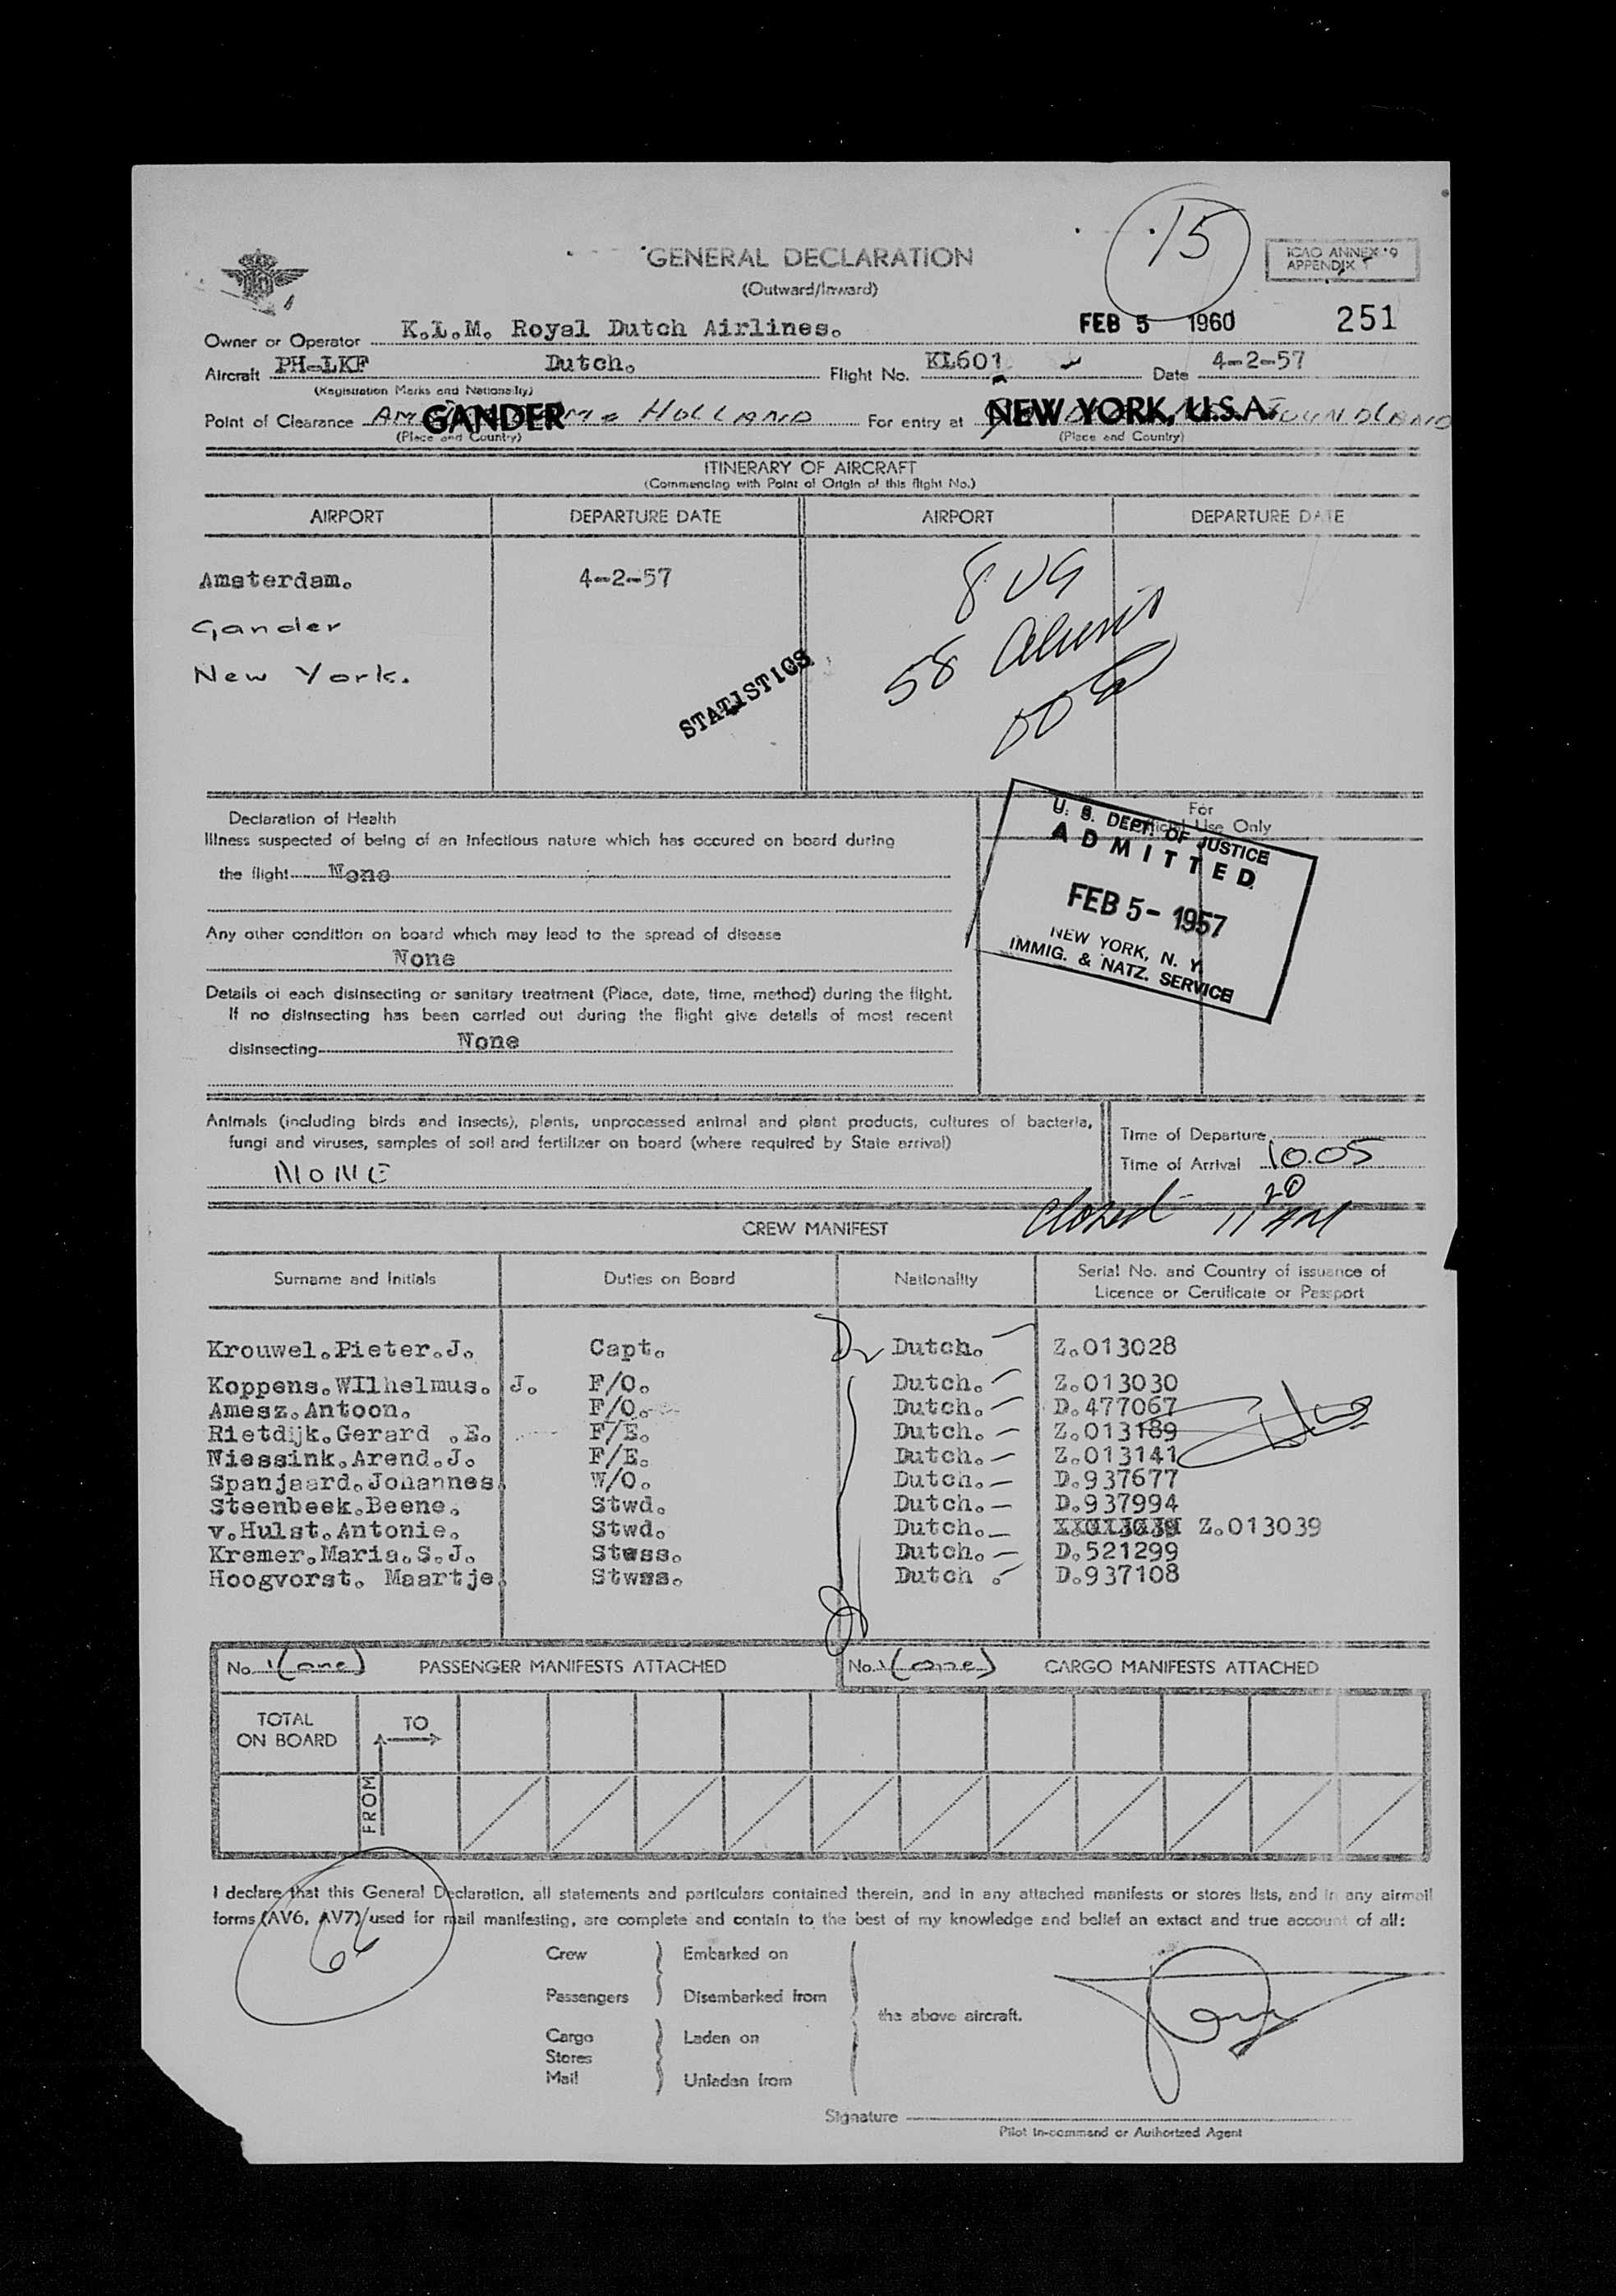 15
GENERAL DECLARATION
(Outward/Inward)
ICAO ANNEX 9
APPENDIX
FEB 5 1960 251
Owner or Operator K.L.M. Royal Dutch Airlines.
Aircraft PH-LKF Dutch. Flight No. KL601 Date 4-2-57
(Registration Marks and Nationality)
Point of Clearance GANDER HOLLAND For entry at NEW YORK, U.S.A.
(Place and Country) (Place and Country)
ITINERARY OF AIRCRAFT
(Commencing with Point of Origin of this flight No.)
AIRPORT DEPARTURE DATE AIRPORT DEPARTURE DATE
Amsterdam. 4-2-57
Gander
New York.
STATISTICS
8 US
58 Aliens
Declaration of Health
Illness suspected of being of an infectious nature which has occured on board during
the flight None
Any other condition on board which may lead to the spread of disease
None
Details of each disinsecting or sanitary treatment (Place, date, time, method) during the flight.
If no disinsecting has been carried out during the flight give details of most recent
disinsecting None
For
Official Use Only
U. S. DEPT. OF JUSTICE
ADMITTED
FEB 5 - 1957
NEW YORK, N. Y.
IMMIG. & NATZ. SERVICE
Animals (including birds and insects), plants, unprocessed animal and plant products, cultures of bacteria,
fungi and viruses, samples of soil and fertilizer on board (where required by State arrival)
NONE
Time of Departure
Time of Arrival 10.05
Closed - 11 20 AM
CREW MANIFEST
Surname and Initials Duties on Board Nationality Serial No. and Country of issuance of
Licence or Certificate or Passport
Krouwel.Pieter.J. Capt. Dutch. Z.013028
Koppens.WIlhelmus. J. F/O. Dutch. Z.013030
Amesz.Antoon. F/O. Dutch. D.477067
Rietdijk.Gerard .E. F/E. Dutch. Z.013189
Niessink.Arend.J. F/E. Dutch. Z.013141
Spanjaard.Johannes. W/O. Dutch. D.937677
Steenbeek.Beene. Stwd. Dutch. D.937994
v.Hulst.Antonie. Stwd. Dutch. Z.013039
Kremer.Maria.S.J. Stwss. Dutch. D.521299
Hoogvorst. Maartje. Stwss. Dutch . D.937108
No. 1 (one) PASSENGER MANIFESTS ATTACHED No. 1 (one) CARGO MANIFESTS ATTACHED
TOTAL
ON BOARD
TO
FROM
I declare that this General Declaration, all statements and particulars contained therein, and in any attached manifests or stores lists, and in any airmail
forms (AV6, AV7) used for mail manifesting, are complete and contain to the best of my knowledge and belief an extact and true account of all:
66
Crew Embarked on
Passengers Disembarked from
the above aircraft.
Cargo Laden on
Stores
Mail Unladen from
Signature
Pilot in-command or Authorized Agent